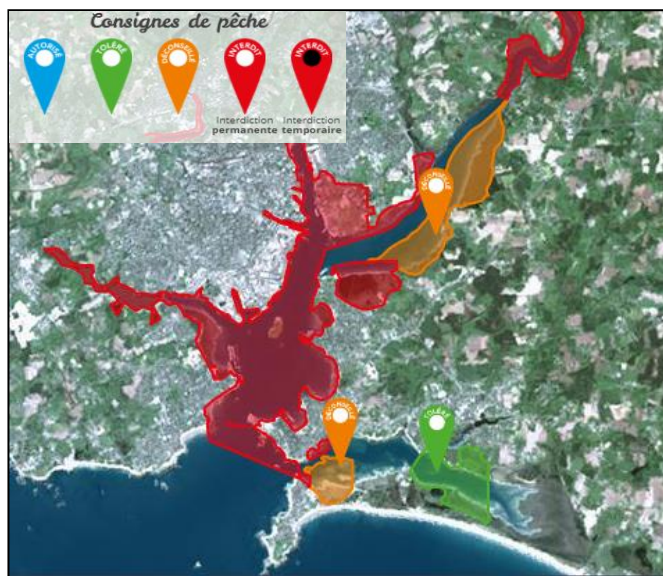 Consignes de pêche
AUTORISÉ TOLÉRÉ DÉCONSEILLÉ INTERDIT INTERDIT
Interdiction permanente Interdiction temporaire
DÉCONSEILLÉ
DÉCONSEILLÉ
TOLÉRÉ